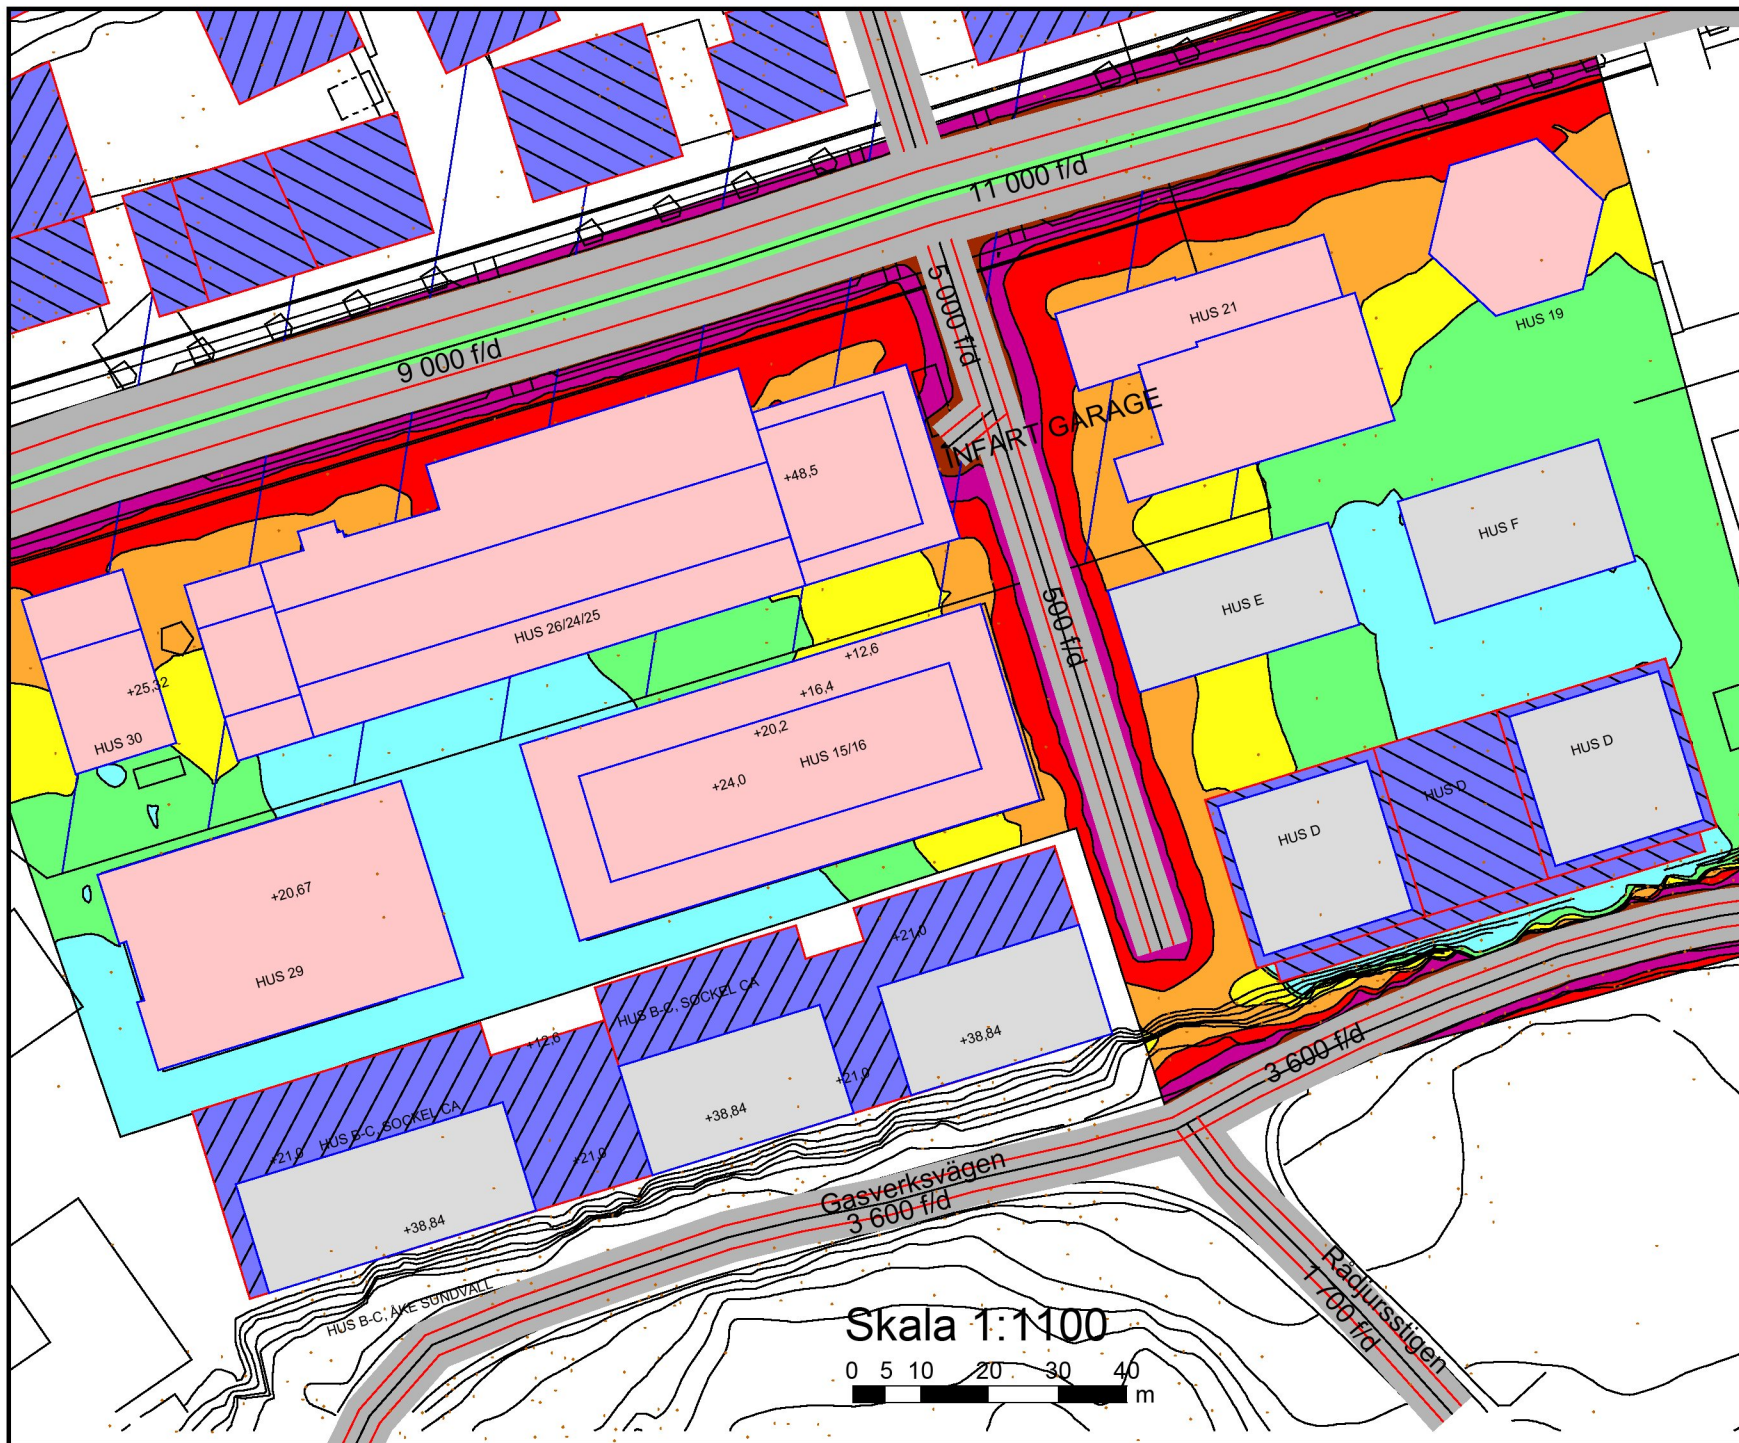 11 000 f/d
9 000 f/d
5 000 f/d
HUS 21
HUS 19
INFART GARAGE
+48,5
HUS F
HUS E
500 f/d
HUS 26/24/25
+25,32
HUS 30
+12,6
+16,4
+20,2
HUS 15/16
+24,0
HUS D
HUS D
HUS D
+20,67
HUS 29
+21,0
HUS B-C, SOCKEL CA
+12,6
+38,84
3 600 f/d
+21,0
+38,84
HUS B-C, SOCKEL CA
+21,0
+21,0
+38,84
Gasverksvägen
3 600 f/d
HUS B-C, ÅKE SUNDVALL
Rådjursstigen
1 700 f/d
Skala 1:1100
0 5 10 20 30 40
m